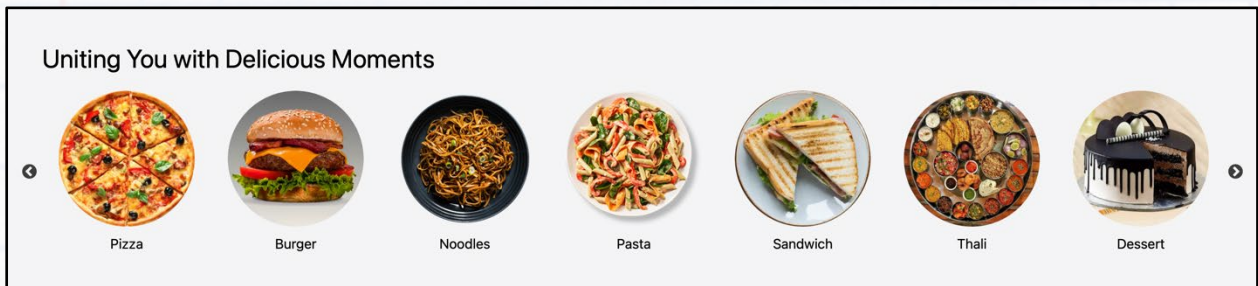 Uniting You with Delicious Moments
Pizza Burger Noodles Pasta Sandwich Thali Dessert